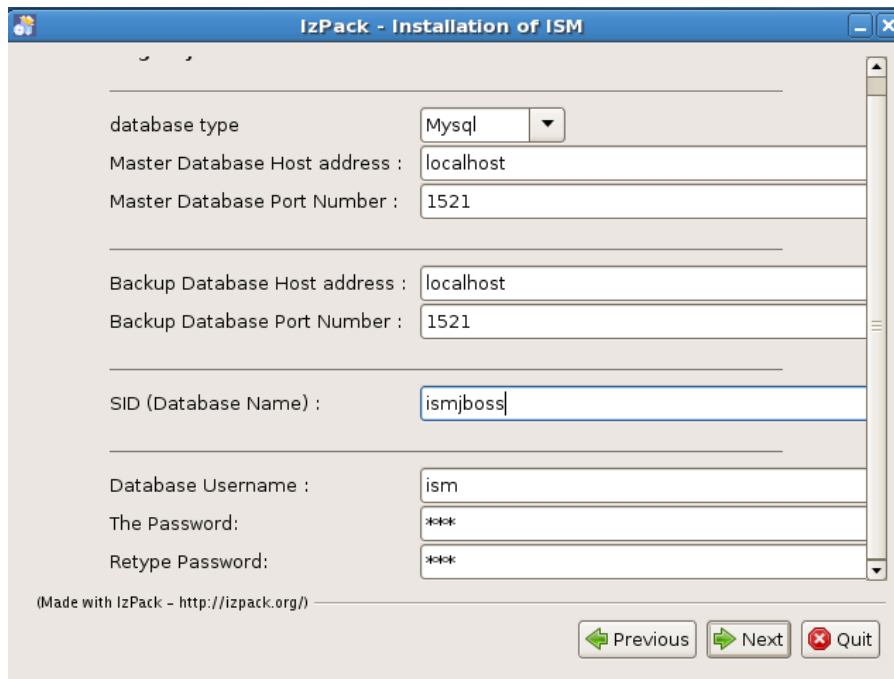 IzPack - Installation of ISM
database type Mysql
Master Database Host address : localhost
Master Database Port Number : 1521
Backup Database Host address : localhost
Backup Database Port Number : 1521
SID (Database Name) : ismjboss
Database Username : ism
The Password: ***
Retype Password: ***
(Made with IzPack - http://izpack.org/)
Previous Next Quit